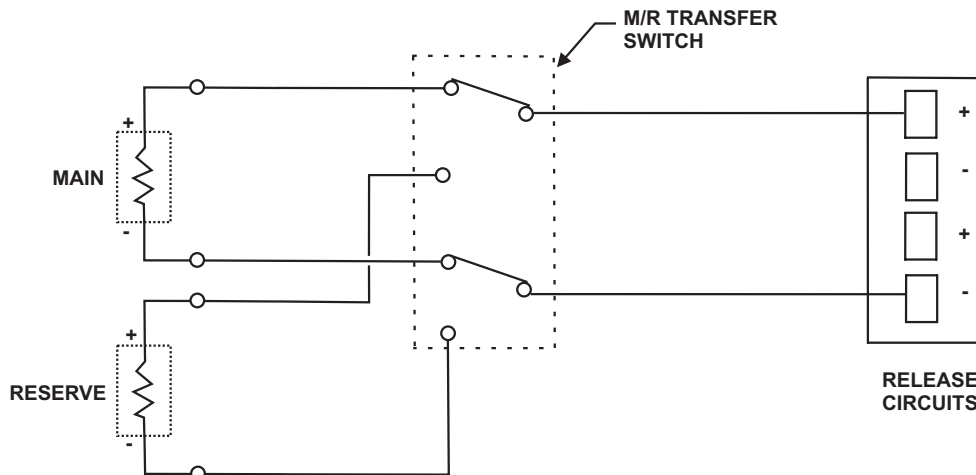 M/R TRANSFER
SWITCH
+
MAIN
-
+
RESERVE
-
+
-
+
-
RELEASE
CIRCUITS